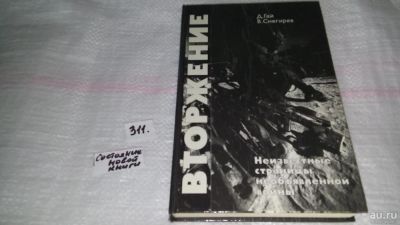 Д. Гай
В. Снегирев
ВТОРЖЕНИЕ
Неизвестные
страницы
необъявленной
войны
311.
Состояние
новой
книги
au.ru